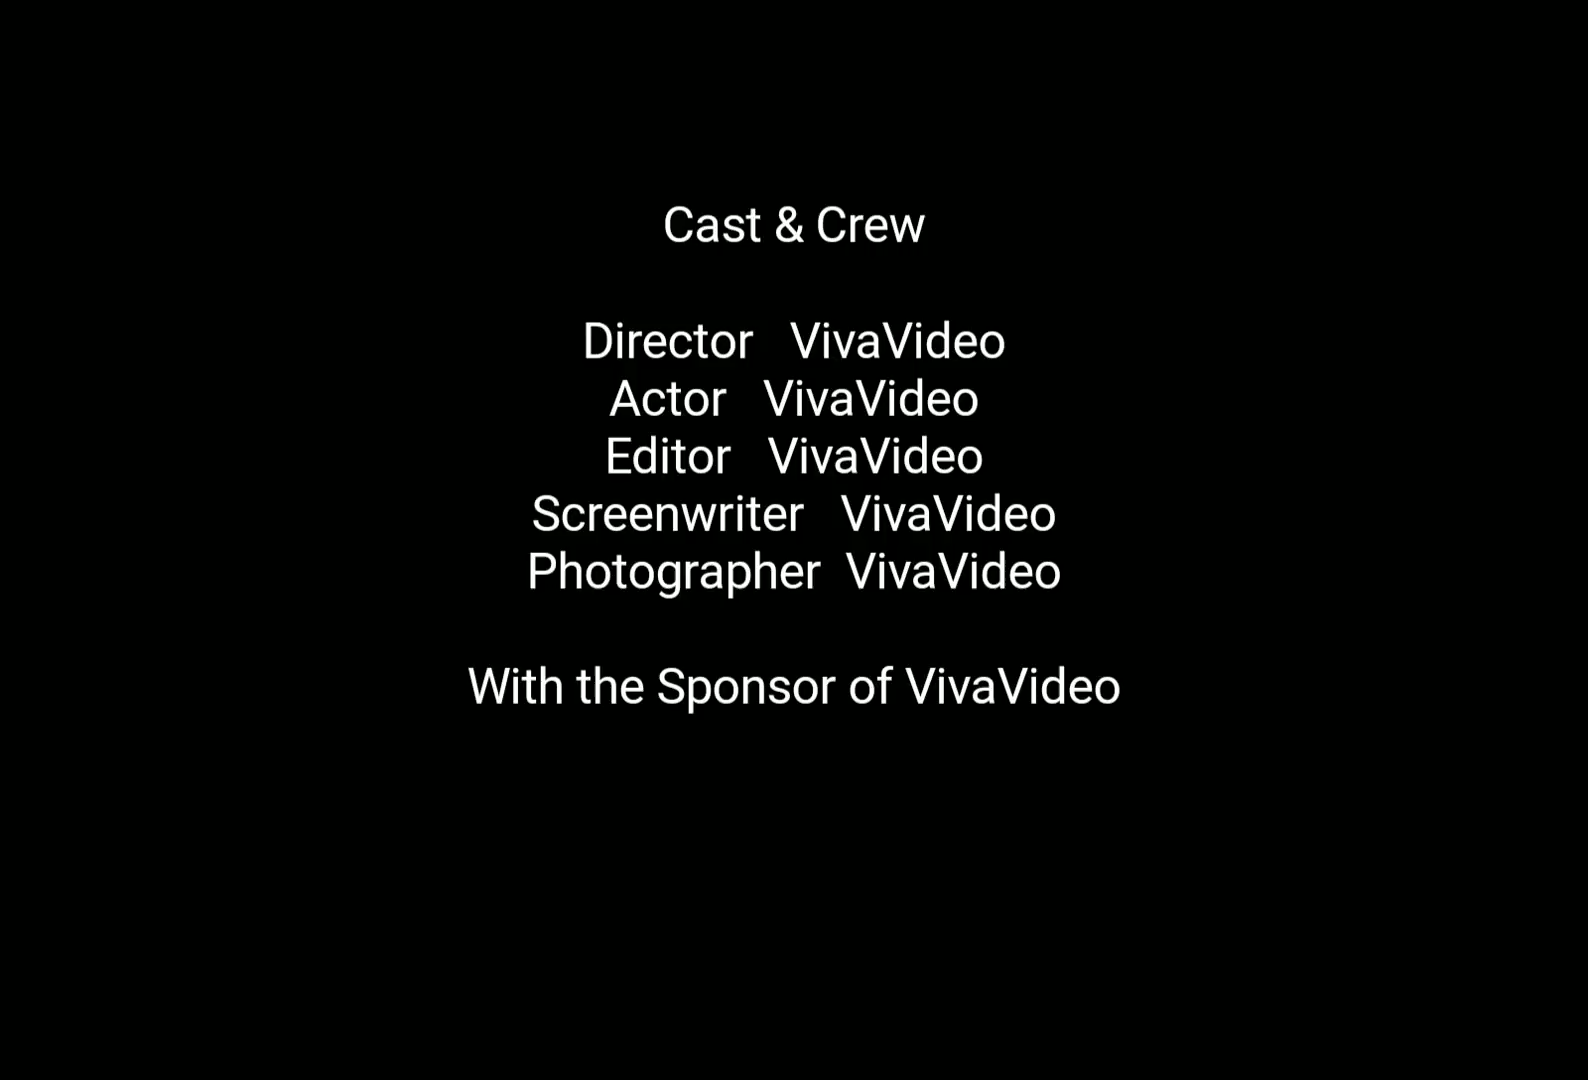 Cast & Crew
Director VivaVideo
Actor VivaVideo
Editor VivaVideo
Screenwriter VivaVideo
Photographer VivaVideo
With the Sponsor of VivaVideo